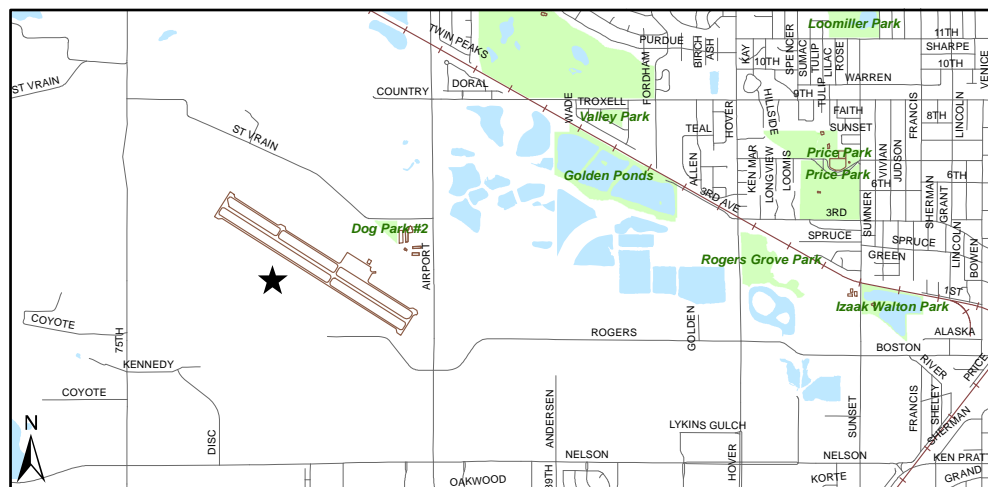 Loomiller Park
11TH
PURDUE
BIRCH
ASH
KAY
SPENCER
SUMAC
TULIP
LILAC
ROSE
SHARPE
VENICE
TWIN PEAKS
10TH
10TH
ST VRAIN
DORAL
COUNTRY
WADE
TROXELL
FORDHAM
WARREN
9TH
TULIP
HILLSIDE
Valley Park
FAITH
FRANCIS
8TH
LINCOLN
ST VRAIN
TEAL
HOVER
SUNSET
Price Park
VIVIAN
JUDSON
ALLEN
KEN MAR
LONGVIEW
LOOMIS
Golden Ponds
Price Park
6TH
6TH
3RD AVE
SHERMAN
GRANT
3RD
SUMNER
Dog Park #2
SPRUCE
SPRUCE
LINCOLN
BOWEN
AIRPORT
Rogers Grove Park
GREEN
1ST
Izaak Walton Park
COYOTE
75TH
ROGERS
GOLDEN
ALASKA
BOSTON
KENNEDY
RIVER
PRICE
COYOTE
ANDERSEN
SUNSET
FRANCIS
SHELEY
SHERMAN
N
DISC
LYKINS GULCH
HOVER
NELSON
NELSON
KEN PRATT
OAKWOOD
89TH
KORTE
GRAND